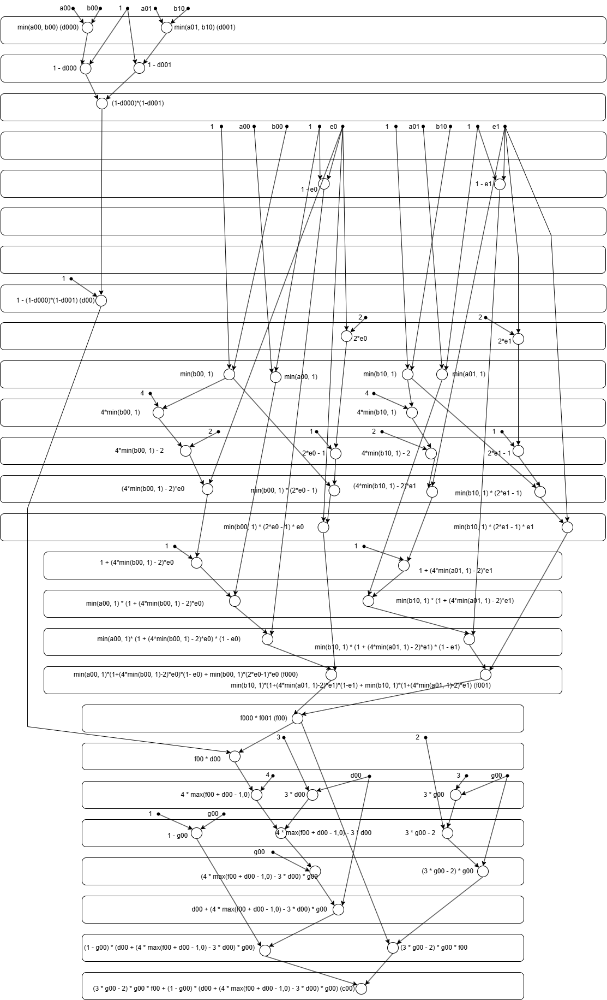 a00 b00 1 a01 b10
min(a00, b00) (d000) min(a01, b10) (d001)
1 - d000 1 - d001
(1-d000)*(1-d001)
1 a00 b00 1 e0 1 a01 b10 1 e1
1 - e0 1 - e1
1
1 - (1-d000)*(1-d001) (d00)
2 2
2*e0 2*e1
min(b00, 1) min(a00, 1) min(b10, 1) min(a01, 1)
4 4
4*min(b00, 1) 4*min(b10, 1)
2 1 2 1
4*min(b00, 1) - 2 2*e0 - 1 4*min(b10, 1) - 2 2*e1 - 1
(4*min(b00, 1) - 2)*e0 min(b00, 1) * (2*e0 - 1) (4*min(b10, 1) - 2)*e1 min(b10, 1) * (2*e1 - 1)
min(b00, 1) * (2*e0 - 1) * e0 min(b10, 1) * (2*e1 - 1) * e1
1 1
1 + (4*min(b00, 1) - 2)*e0 1 + (4*min(a01, 1) - 2)*e1
min(a00, 1) * (1 + (4*min(b00, 1) - 2)*e0) min(b10, 1) * (1 + (4*min(a01, 1) - 2)*e1)
min(a00, 1)* (1 + (4*min(b00, 1) - 2)*e0) * (1 - e0) min(b10, 1) * (1 + (4*min(a01, 1) - 2)*e1) * (1 - e1)
min(a00, 1)*(1+(4*min(b00, 1)-2)*e0)*(1- e0) + min(b00, 1)*(2*e0-1)*e0 (f000)
min(b10, 1)*(1+(4*min(a01, 1)-2)*e1)*(1-e1) + min(b10, 1)*(1+(4*min(a01, 1)-2)*e1) (f001)
f000 * f001 (f00)
3 2
f00 * d00
4 d00 3 g00
4 * max(f00 + d00 - 1,0) 3 * d00 3 * g00
1 g00
1 - g00 4 * max(f00 + d00 - 1,0) - 3 * d00 3 * g00 - 2
g00
(4 * max(f00 + d00 - 1,0) - 3 * d00) * g00 (3 * g00 - 2) * g00
d00 + (4 * max(f00 + d00 - 1,0) - 3 * d00) * g00
(1 - g00) * (d00 + (4 * max(f00 + d00 - 1,0) - 3 * d00) * g00) (3 * g00 - 2) * g00 * f00
(3 * g00 - 2) * g00 * f00 + (1 - g00) * (d00 + (4 * max(f00 + d00 - 1,0) - 3 * d00) * g00) (c00)